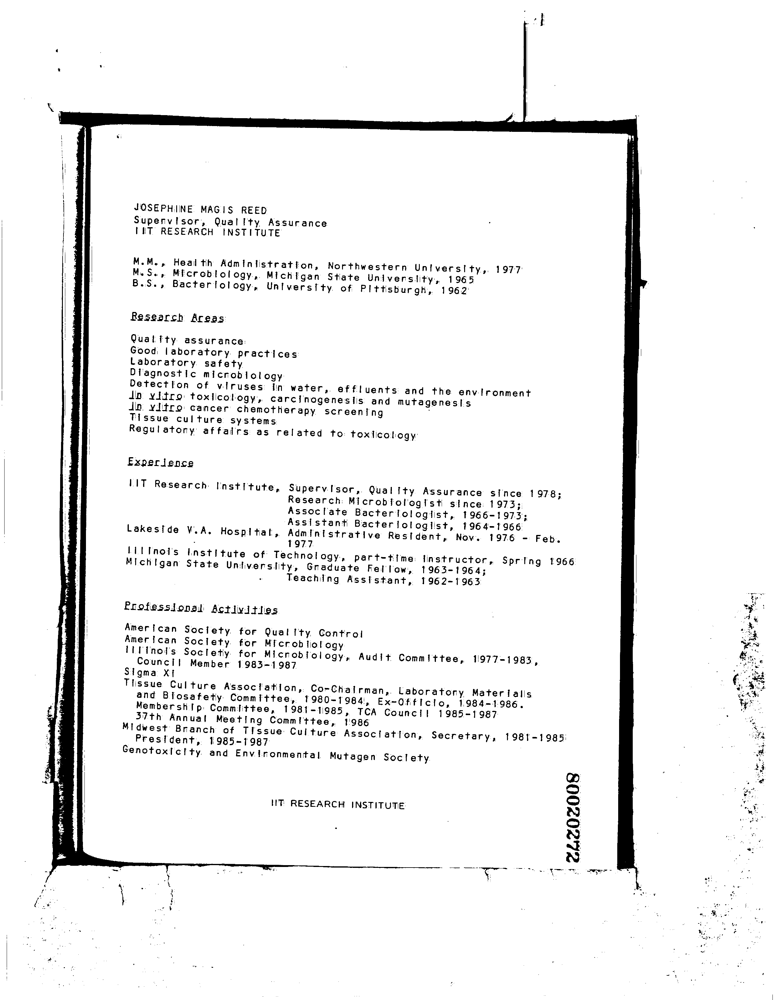 JOSEPHINE MAGIS REED
Supervisor, Quality Assurance
IIT RESEARCH INSTITUTE
M.M., Health Administration, Northwestern University, 1977
M.S., Microbiology, Michigan State University, 1965
B.S., Bacteriology, University of Pittsburgh, 1962
Research Areas
Quality assurance
Good laboratory practices
Laboratory safety
Diagnostic microbiology
Detection of viruses in water, effluents and the environment
In vitro toxicology, carcinogenesis and mutagenesis
In vitro cancer chemotherapy screening
Tissue culture systems
Regulatory affairs as related to toxicology
Experience
IIT Research Institute, Supervisor, Quality Assurance since 1978;
Research Microbiologist since 1973;
Associate Bacteriologist, 1966-1973;
Assistant Bacteriologist, 1964-1966
Lakeside V.A. Hospital, Administrative Resident, Nov. 1976 - Feb.
1977
Illinois Institute of Technology, part-time Instructor, Spring 1966
Michigan State University, Graduate Fellow, 1963-1964;
Teaching Assistant, 1962-1963
Professional Activities
American Society for Quality Control
American Society for Microbiology
Illinois Society for Microbiology, Audit Committee, 1977-1983,
Council Member 1983-1987
Sigma XI
Tissue Culture Association, Co-Chairman, Laboratory Materials
and Biosafety Committee, 1980-1984, Ex-Officio, 1984-1986.
Membership Committee, 1981-1985, TCA Council 1985-1987
37th Annual Meeting Committee, 1986
Midwest Branch of Tissue Culture Association, Secretary, 1981-1985
President, 1985-1987
Genotoxicity and Environmental Mutagen Society
IIT RESEARCH INSTITUTE
80020272